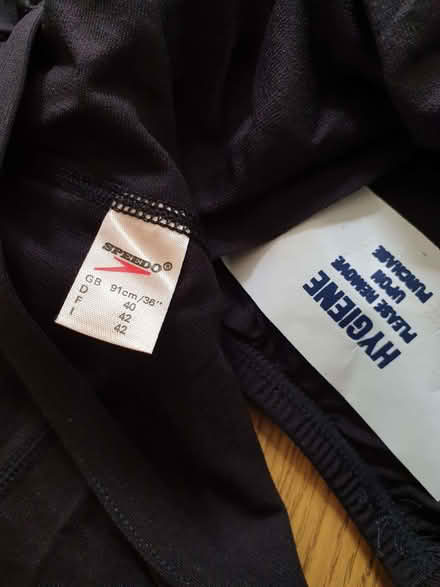 SPEEDO®
GB 91cm/36"
D 40
F 42
I 42
HYGIENE
PLEASE REMOVE
UPON
PURCHASE